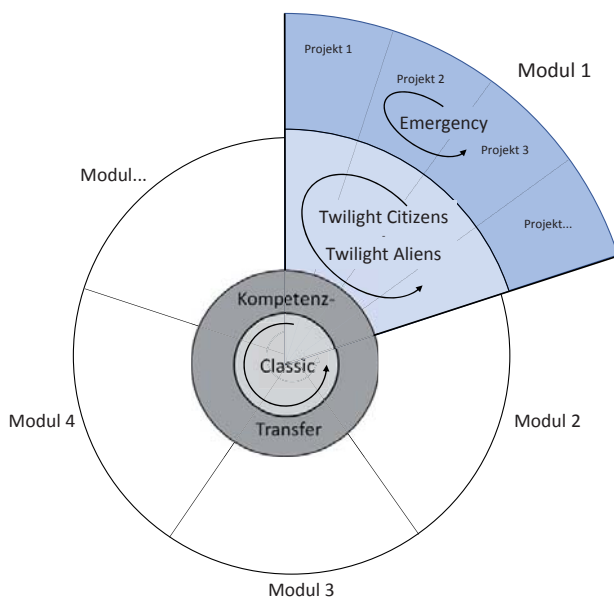 Projekt 1
Projekt 2
Modul 1
Emergency
Projekt 3
Modul...
Twilight Citizens
-
Twilight Aliens
Projekt...
Kompetenz-
Classic
Transfer
Modul 4
Modul 2
Modul 3